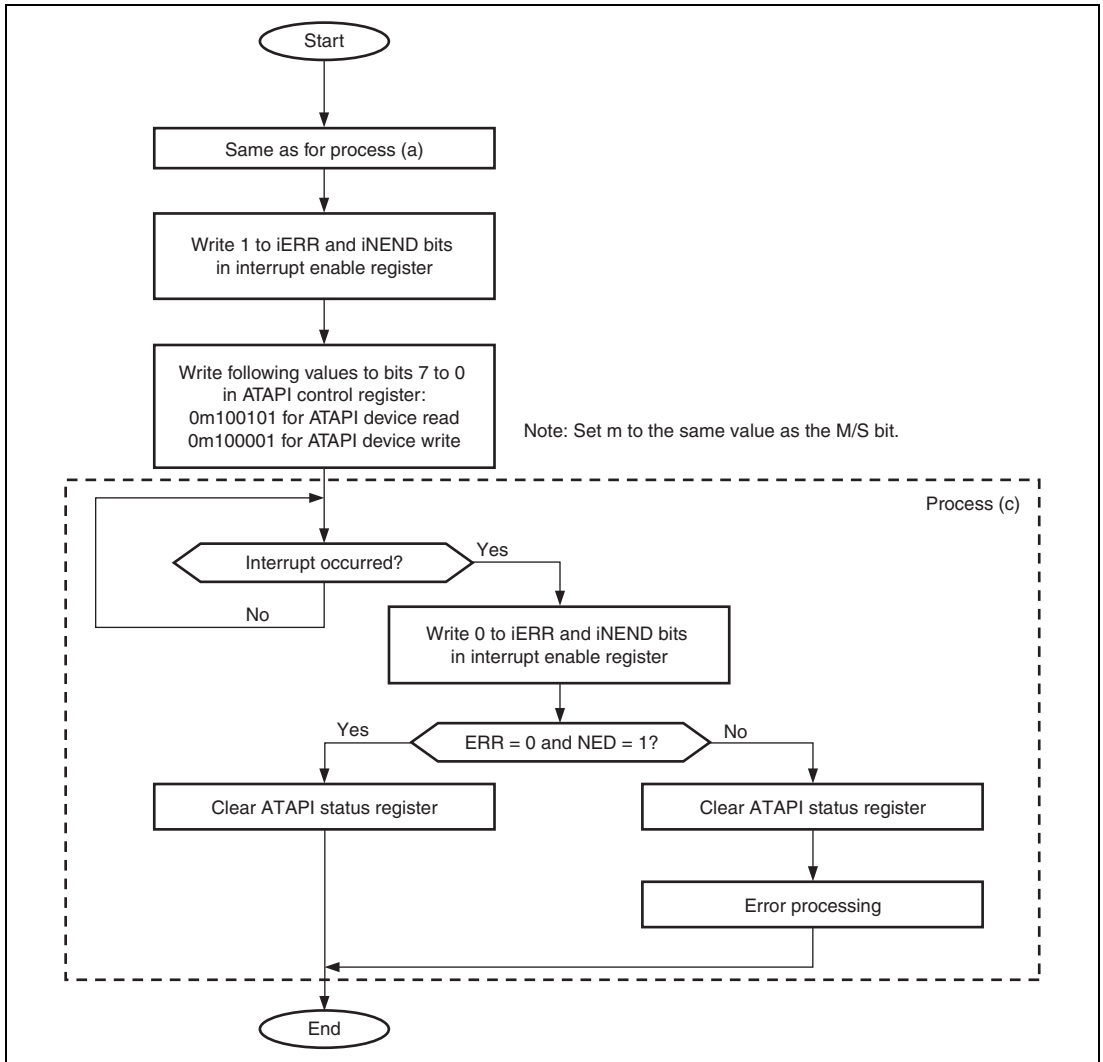 Start
Same as for process (a)
Write 1 to iERR and iNEND bits
in interrupt enable register
Write following values to bits 7 to 0
in ATAPI control register:
0m100101 for ATAPI device read
0m100001 for ATAPI device write
Note: Set m to the same value as the M/S bit.
Process (c)
Interrupt occurred?
Yes
No
Write 0 to iERR and iNEND bits
in interrupt enable register
Yes
ERR = 0 and NED = 1?
No
Clear ATAPI status register
Clear ATAPI status register
Error processing
End